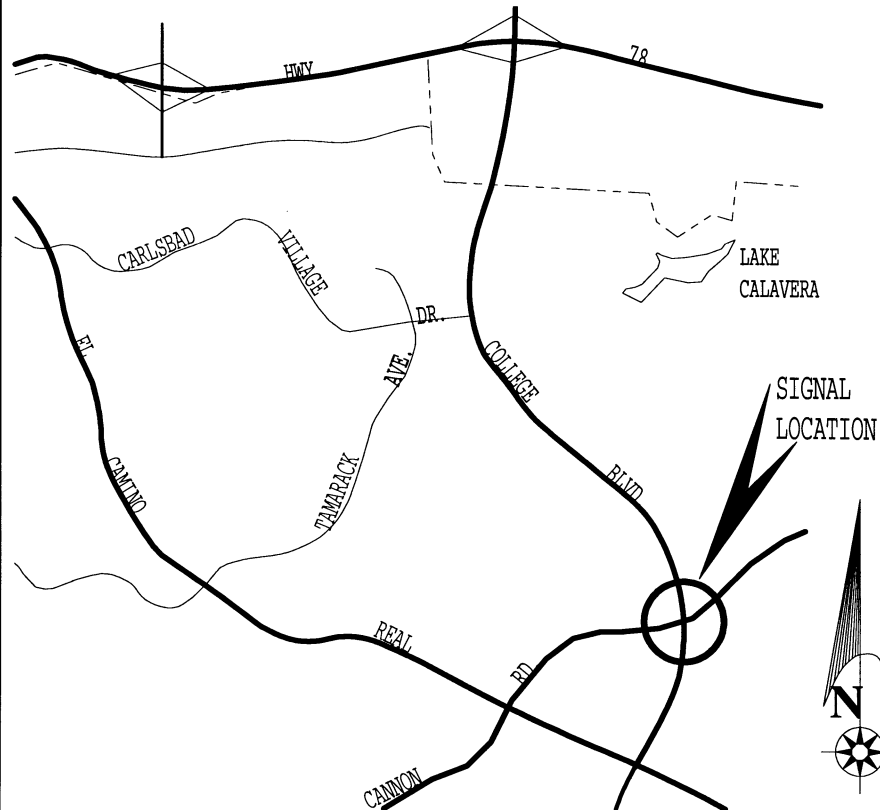 HWY
78
CARLSBAD
VILLAGE
DR.
LAKE
CALAVERA
EL
CAMINO
REAL
AVE.
TAMARACK
COLLEGE
BLVD
SIGNAL
LOCATION
RD
CANNON
N